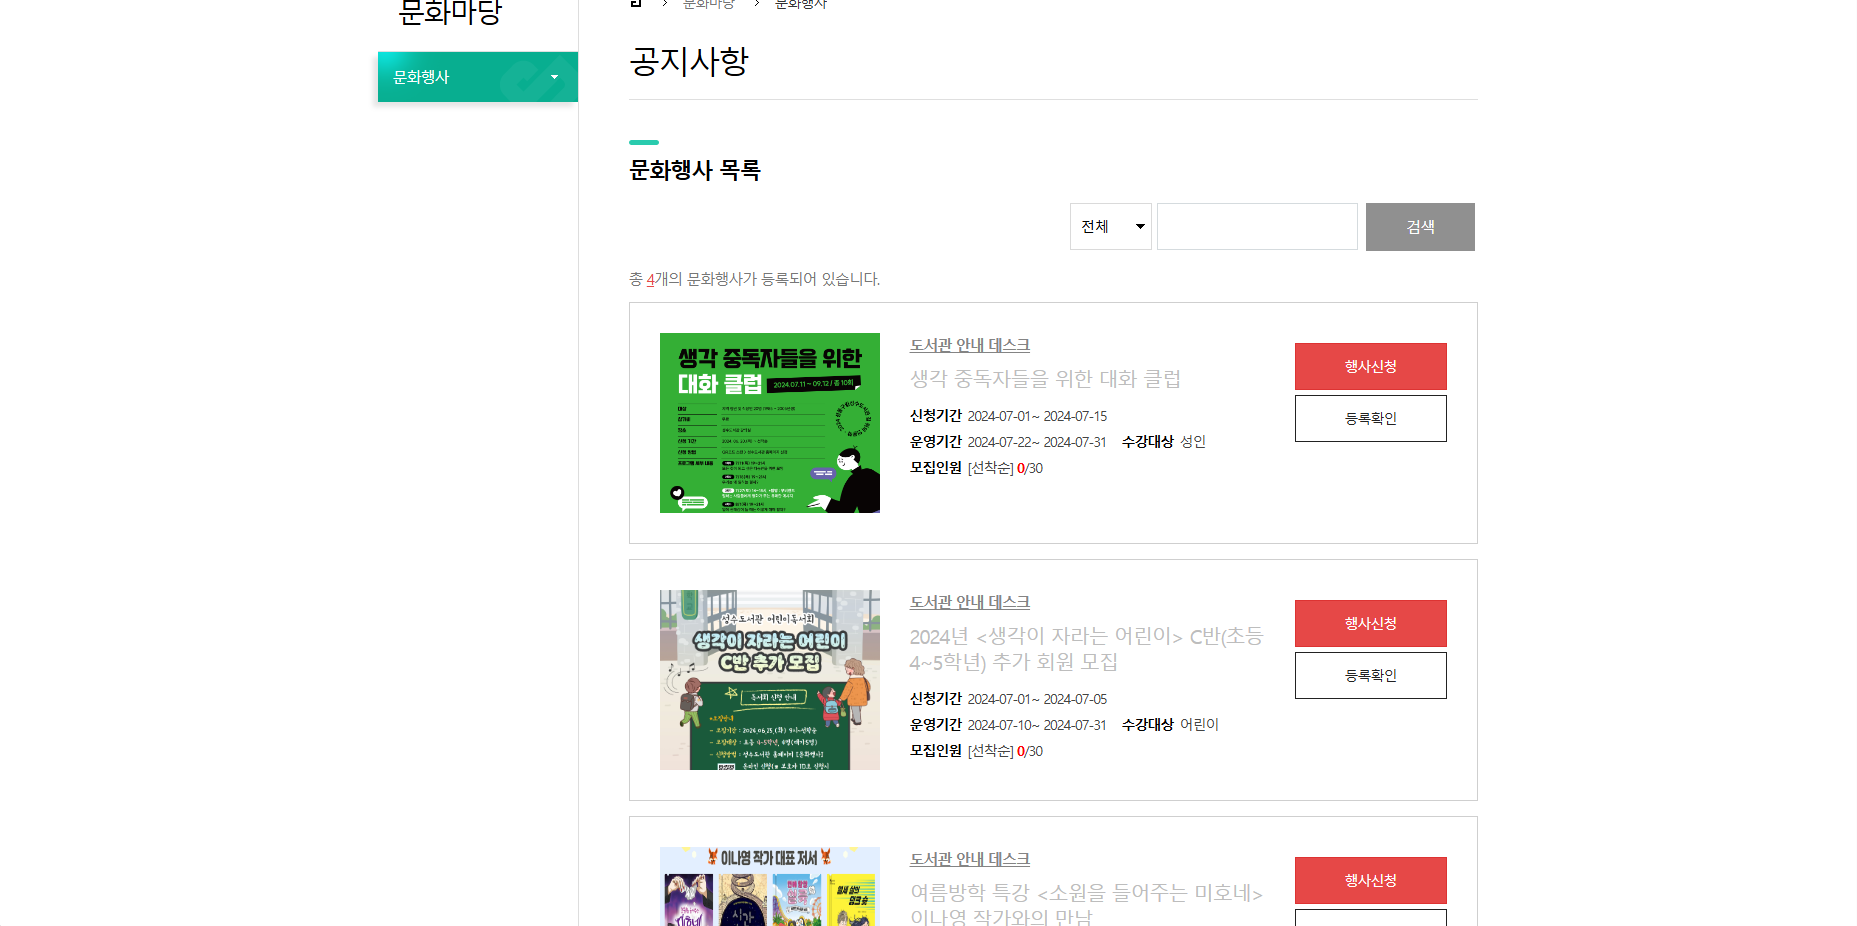 문화마당
문화행사
문화마당 > 문화행사
공지사항
문화행사 목록
전체
검색
총 4개의 문화행사가 등록되어 있습니다.
생각 중독자들을 위한
대화 클럽
2024.07.11 ~ 09.12 / 총 10회
도서관 안내 데스크
생각 중독자들을 위한 대화 클럽
신청기간 2024-07-01~ 2024-07-15
운영기간 2024-07-22~ 2024-07-31 수강대상 성인
모집인원 [선착순] 0/30
행사신청
등록확인
성수도서관 어린이독서회
생각이 자라는 어린이
C반 추가 모집
독서회 신청 안내
도서관 안내 데스크
2024년 <생각이 자라는 어린이> C반(초등
4~5학년) 추가 회원 모집
신청기간 2024-07-01~ 2024-07-05
운영기간 2024-07-10~ 2024-07-31 수강대상 어린이
모집인원 [선착순] 0/30
행사신청
등록확인
이나영 작가 대표 저서
도서관 안내 데스크
여름방학 특강 <소원을 들어주는 미호네>
이나영 작가와의 만남
행사신청